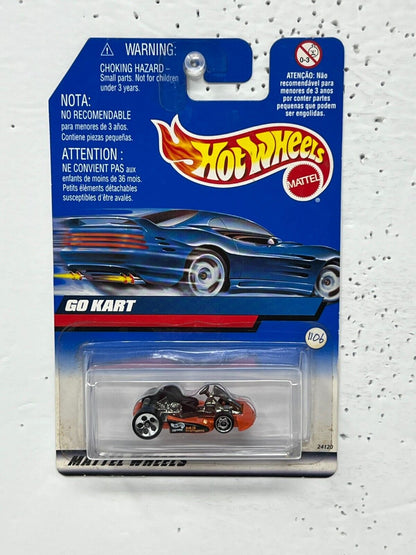 WARNING:
CHOKING HAZARD –
Small parts. Not for children
under 3 years.
NOTA:
NO RECOMENDABLE
para menores de 3 años.
Contiene piezas pequeñas.
ATTENTION :
NE CONVIENT PAS aux
enfants de moins de 36 mois.
Petits éléments détachables
susceptibles d'être avalés.
0-3
ATENÇÃO: Não
recomendável para
menores de 3 anos
por conter partes
pequenas que podem
ser engolidas.
HOT WHEELS
MATTEL
®
GO KART
1106
24120
MATTEL WHEELS